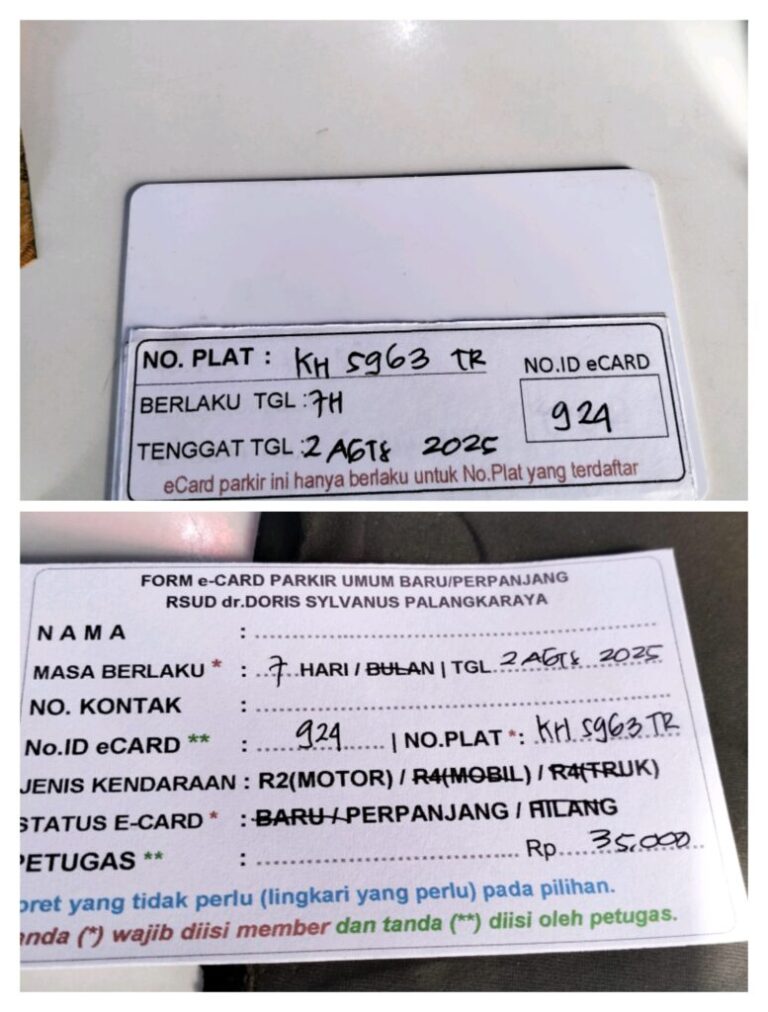 NO. PLAT : KH 5963 TR
NO.ID eCARD
BERLAKU TGL : 7H
924
TENGGAT TGL : 2 AGTS 2025
eCard parkir ini hanya berlaku untuk No.Plat yang terdaftar
FORM e-CARD PARKIR UMUM BARU/PERPANJANG
RSUD dr.DORIS SYLVANUS PALANGKARAYA
NAMA :
MASA BERLAKU * : 7 HARI / BULAN | TGL 2 AGTS 2025
NO. KONTAK :
No.ID eCARD ** : 924 | NO.PLAT *: KH 5963 TR
JENIS KENDARAAN : R2(MOTOR) / R4(MOBIL) / R4(TRUK)
STATUS E-CARD * : BARU / PERPANJANG / HILANG
PETUGAS ** : Rp. 35.000
oret yang tidak perlu (lingkari yang perlu) pada pilihan.
anda (*) wajib diisi member dan tanda (**) diisi oleh petugas.